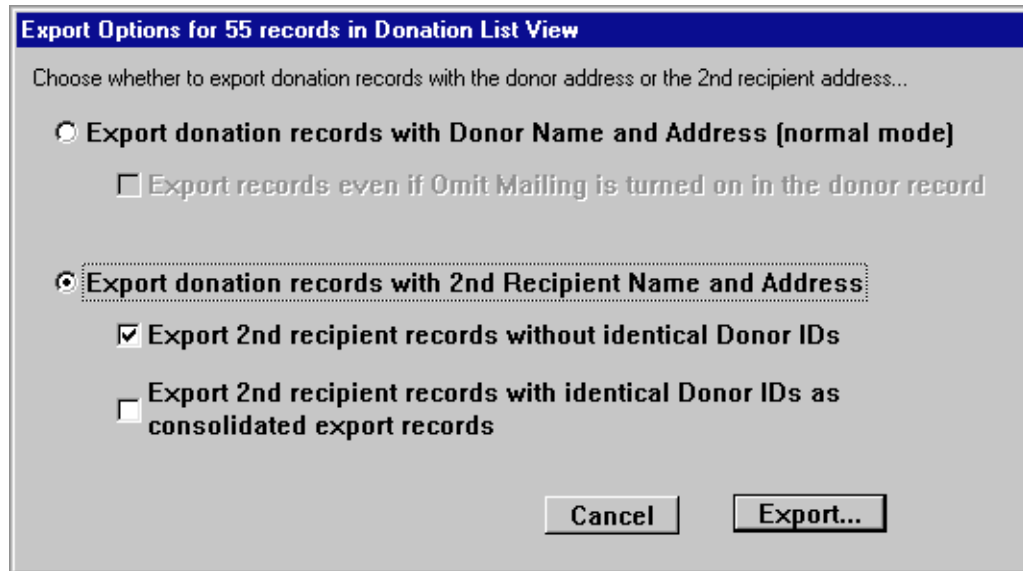 Export Options for 55 records in Donation List View
Choose whether to export donation records with the donor address or the 2nd recipient address...
Export donation records with Donor Name and Address (normal mode)
Export records even if Omit Mailing is turned on in the donor record
Export donation records with 2nd Recipient Name and Address
Export 2nd recipient records without identical Donor IDs
Export 2nd recipient records with identical Donor IDs as
consolidated export records
Cancel
Export...